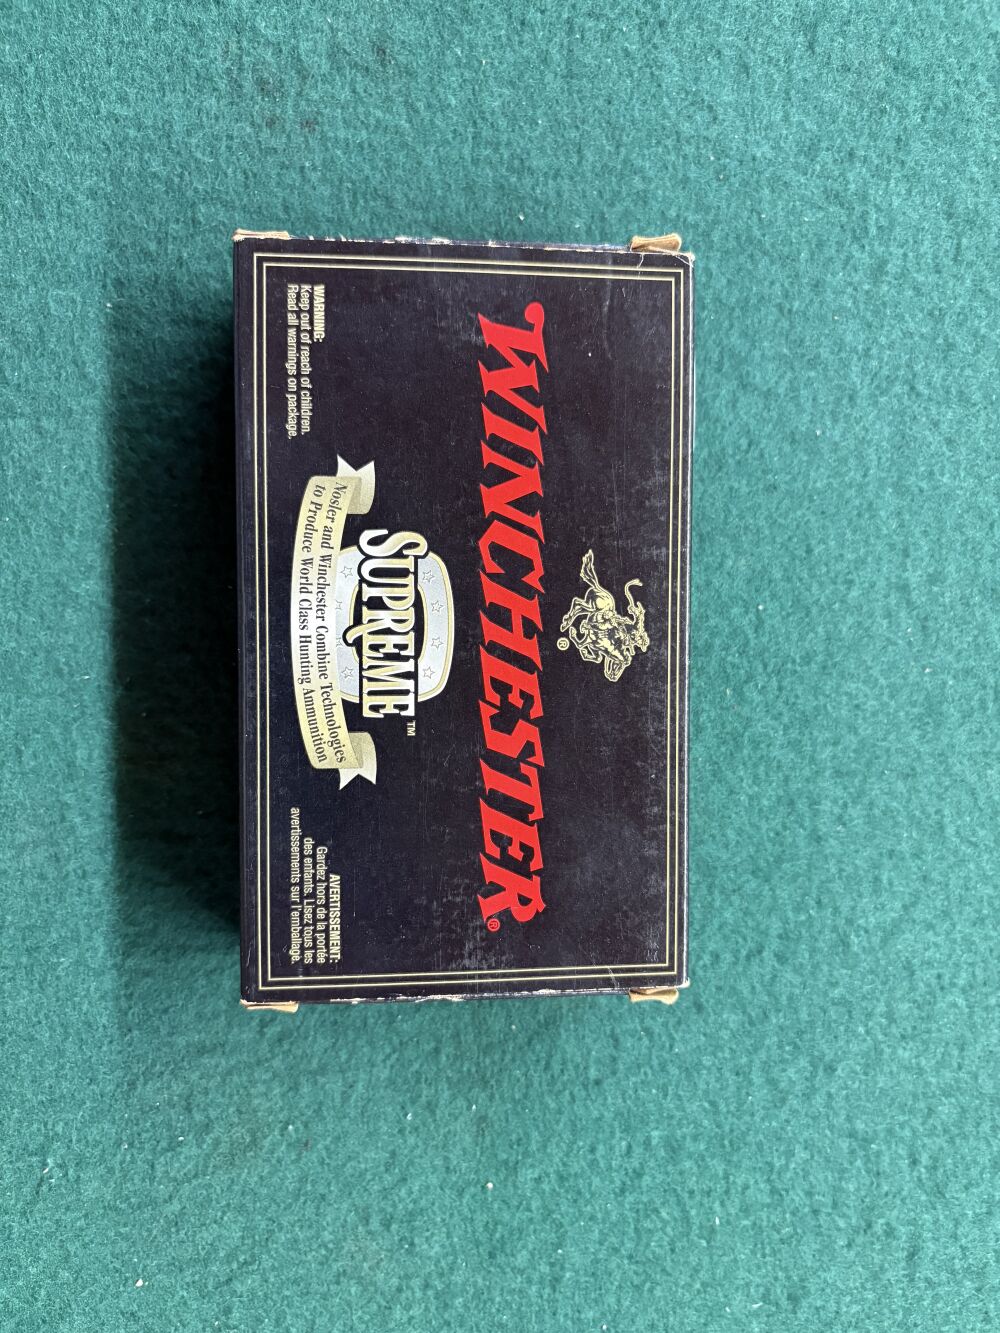 ®
WINCHESTER®
SUPREME™
Nosler and Winchester Combine Technologies
to Produce World Class Hunting Ammunition
WARNING:
Keep out of reach of children.
Read all warnings on package.
AVERTISSEMENT:
Gardez hors de la portée
des enfants. Lisez tous les
avertissements sur l'emballage.